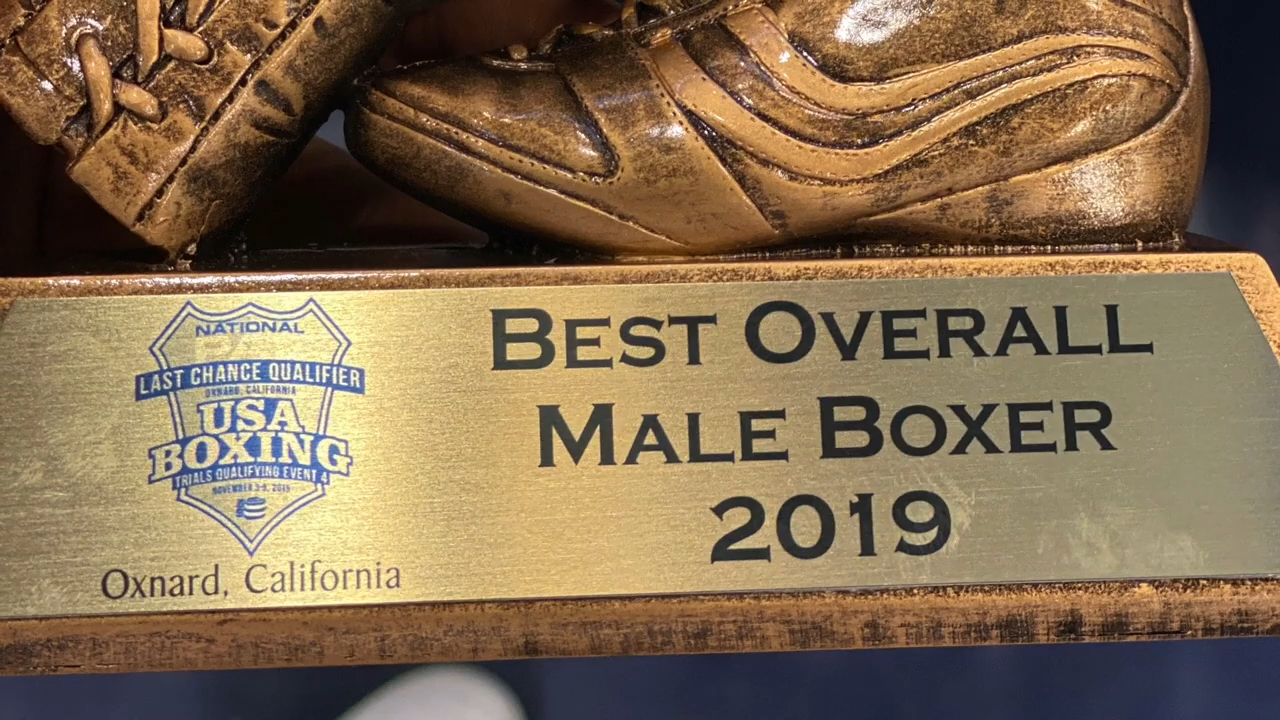 NATIONAL
LAST CHANCE QUALIFIER
OXNARD, CALIFORNIA
USA
BOXING
TRIALS QUALIFYING EVENT 4
Oxnard, California
BEST OVERALL
MALE BOXER
2019